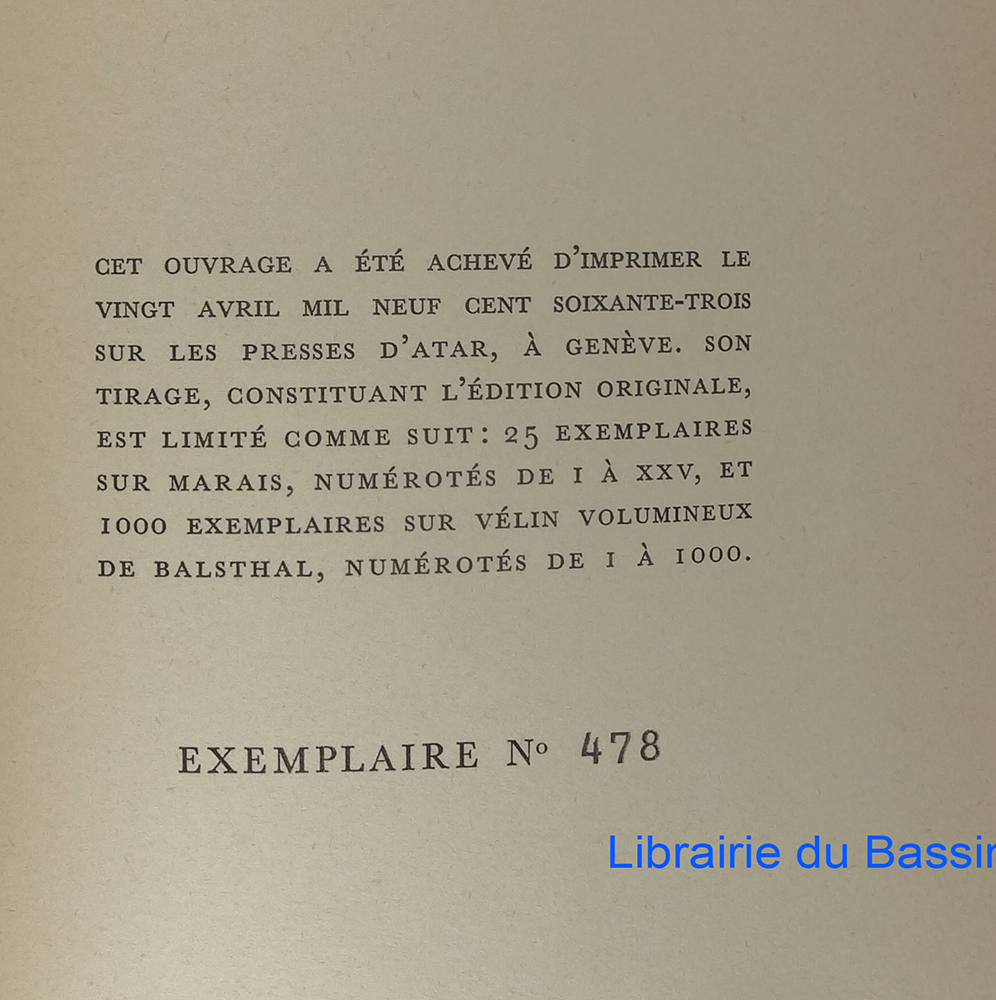 CET OUVRAGE A ÉTÉ ACHEVÉ D'IMPRIMER LE
VINGT AVRIL MIL NEUF CENT SOIXANTE-TROIS
SUR LES PRESSES D'ATAR, À GENÈVE. SON
TIRAGE, CONSTITUANT L'ÉDITION ORIGINALE,
EST LIMITÉ COMME SUIT: 25 EXEMPLAIRES
SUR MARAIS, NUMÉROTÉS DE I À XXV, ET
1000 EXEMPLAIRES SUR VÉLIN VOLUMINEUX
DE BALSTHAL, NUMÉROTÉS DE 1 À 1000.
EXEMPLAIRE Nº 478
Librairie du Bassin